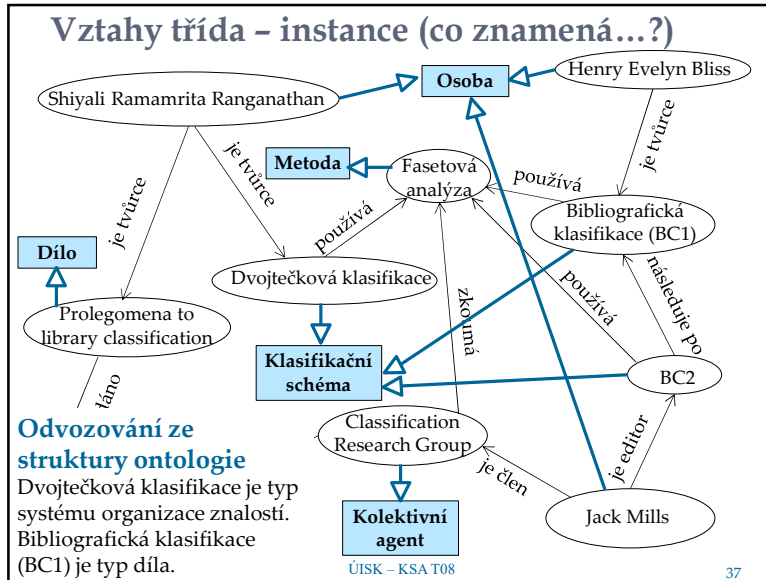 Vztahy třída – instance (co znamená…?)
Osoba
Henry Evelyn Bliss
Shiyali Ramamrita Ranganathan
je tvůrce
je tvůrce
je tvůrce
Metoda
Fasetová
analýza
používá
Bibliografická
klasifikace (BC1)
Dílo
používá
Dvojtečková klasifikace
Prolegomena to
library classification
zkoumá
používá
následuje po
Klasifikační
schéma
BC2
dáno
Classification
Research Group
je člen
je editor
Jack Mills
Kolektivní
agent
Odvozování ze
struktury ontologie
Dvojtečková klasifikace je typ
systému organizace znalostí.
Bibliografická klasifikace
(BC1) je typ díla.
ÚISK – KSA T08
37